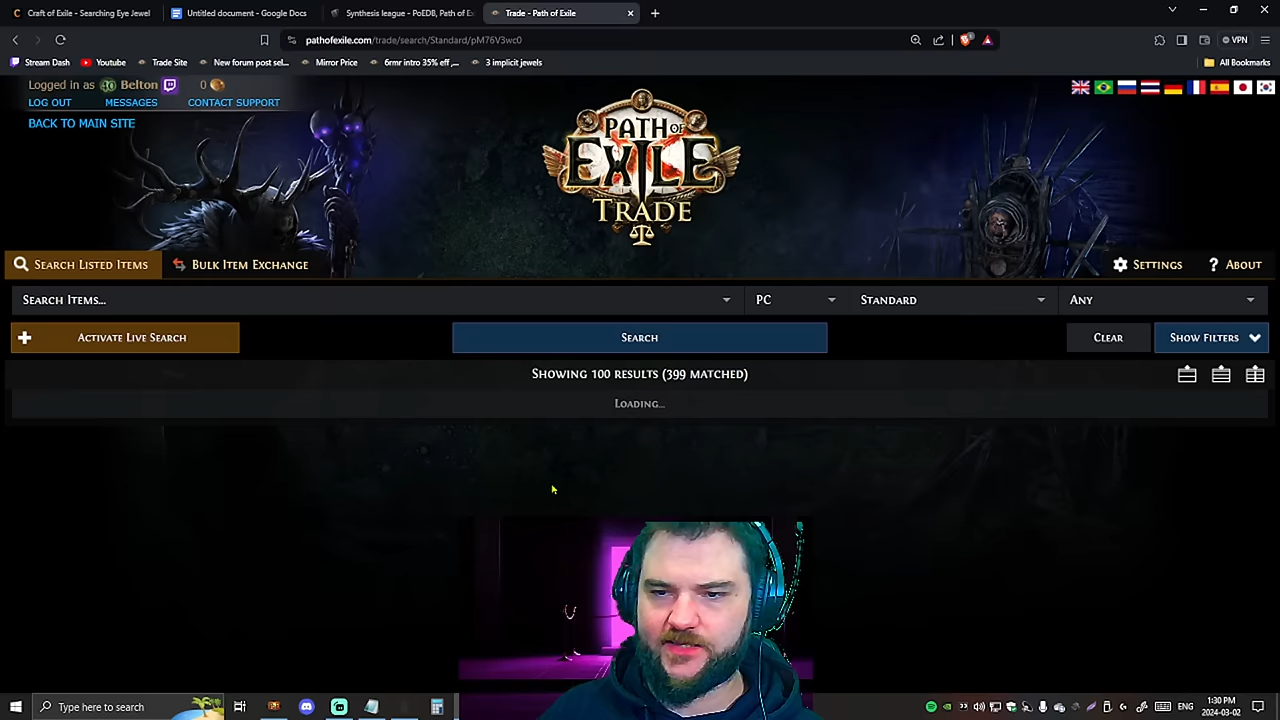 Craft of Exile - Searching Eye Jewel
Untitled document - Google Docs
Synthesis league - PoEDB, Path of Ex
Trade - Path of Exile
pathofexile.com/trade/search/Standard/pM76V3wc0
VPN
Stream Dash
Youtube
Trade Site
New forum post sel...
Mirror Price
6rmr intro 35% eff ,...
3 implicit jewels
All Bookmarks
Logged in as Belton
0
LOG OUT
MESSAGES
CONTACT SUPPORT
BACK TO MAIN SITE
PATH OF
EXILE
TRADE
Search Listed Items
Bulk Item Exchange
Settings
? About
Search Items...
PC
Standard
Any
Activate Live Search
Search
Clear
Show Filters
Showing 100 results (399 matched)
Loading...
Type here to search
ENG
1:30 PM
2024-03-02